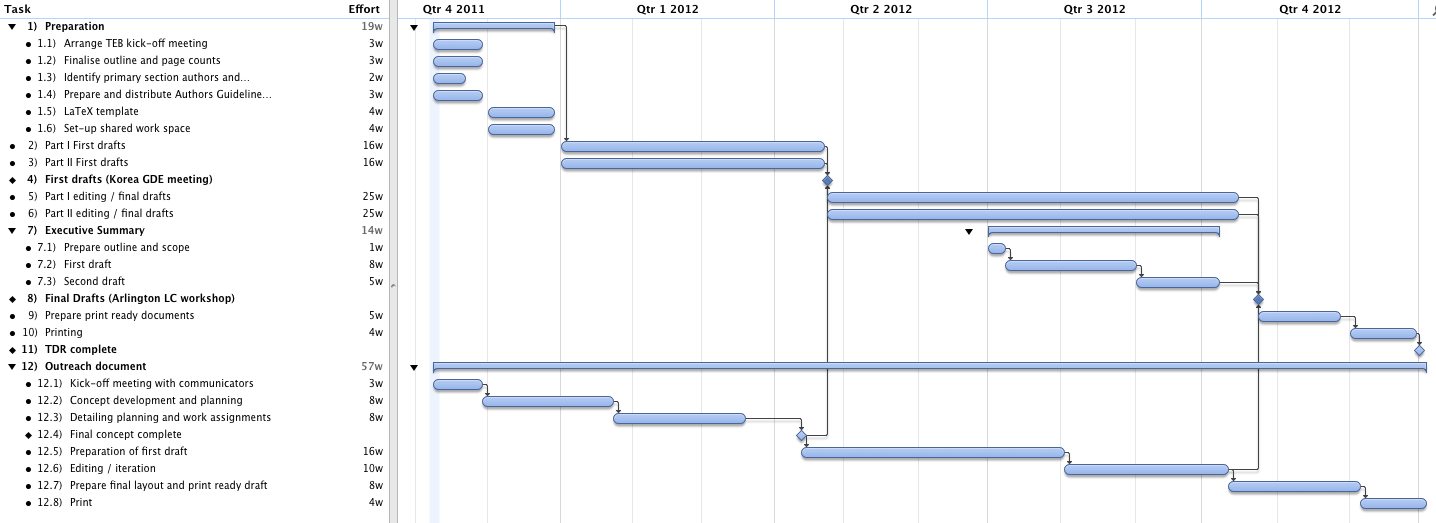 Task Effort Qtr 4 2011 Qtr 1 2012 Qtr 2 2012 Qtr 3 2012 Qtr 4 2012
1) Preparation 19w
1.1) Arrange TEB kick-off meeting 3w
1.2) Finalise outline and page counts 3w
1.3) Identify primary section authors and... 2w
1.4) Prepare and distribute Authors Guideline... 3w
1.5) LaTeX template 4w
1.6) Set-up shared work space 4w
2) Part I First drafts 16w
3) Part II First drafts 16w
4) First drafts (Korea GDE meeting)
5) Part I editing / final drafts 25w
6) Part II editing / final drafts 25w
7) Executive Summary 14w
7.1) Prepare outline and scope 1w
7.2) First draft 8w
7.3) Second draft 5w
8) Final Drafts (Arlington LC workshop)
9) Prepare print ready documents 5w
10) Printing 4w
11) TDR complete
12) Outreach document 57w
12.1) Kick-off meeting with communicators 3w
12.2) Concept development and planning 8w
12.3) Detailing planning and work assignments 8w
12.4) Final concept complete
12.5) Preparation of first draft 16w
12.6) Editing / iteration 10w
12.7) Prepare final layout and print ready draft 8w
12.8) Print 4w